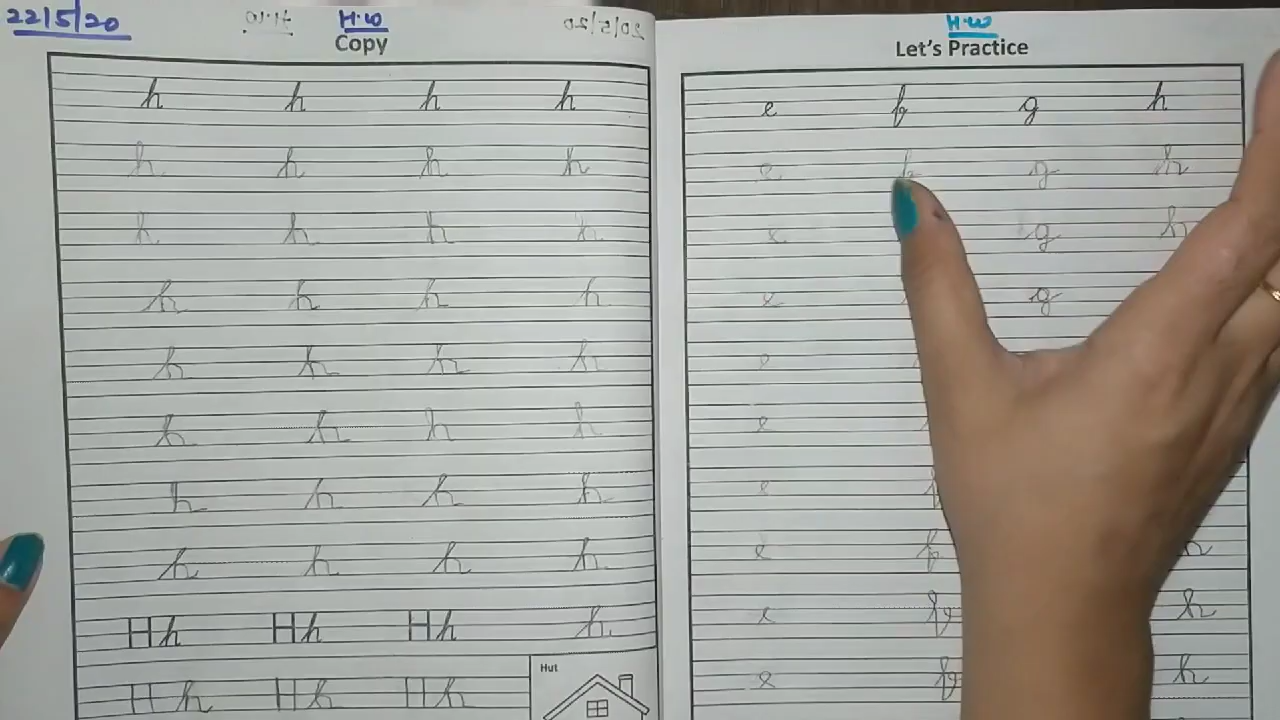 22/5/20
H.W
Copy
h h h h
h h h h
h h h h
h h h h
h h h h
h h h h
h h h h
h h h h
Hh Hh Hh h
Hh Hh Hh
Hut
H.W
Let's Practice
e f g h
e f g h
e g h
e g
e
e
e f
e f h
e f h
e f h